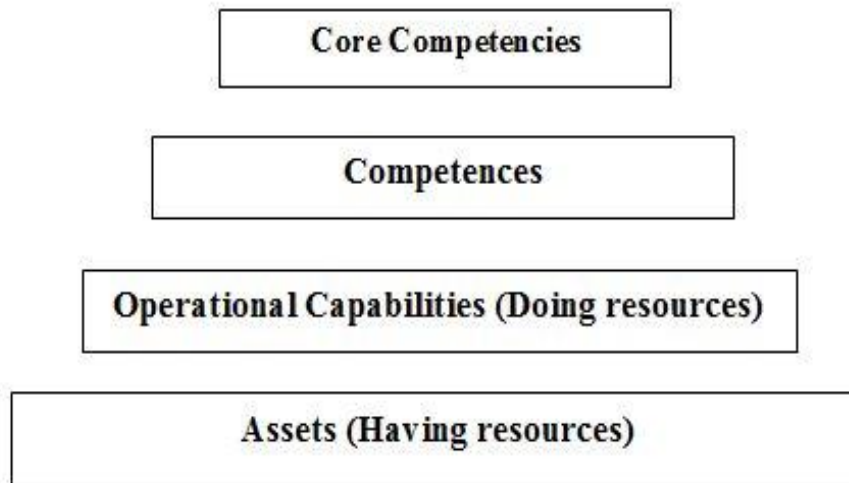 Core Competencies
Competences
Operational Capabilities (Doing resources)
Assets (Having resources)